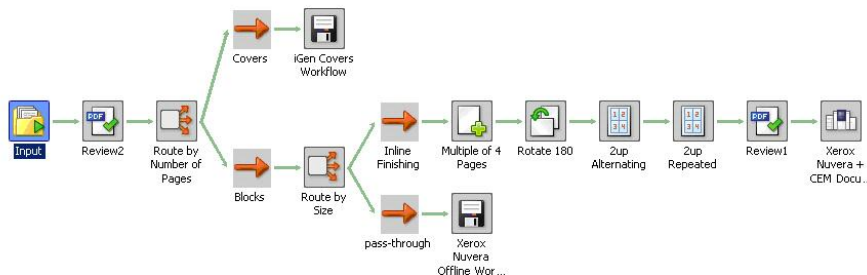 Covers
iGen Covers
Workflow
Input
Review2
Route by
Number of
Pages
Inline
Finishing
Multiple of 4
Pages
Rotate 180
2up
Alternating
2up
Repeated
Review1
Xerox
Nuvera +
CEM Docu...
Blocks
Route by
Size
pass-through
Xerox
Nuvera
Offline Wor ...